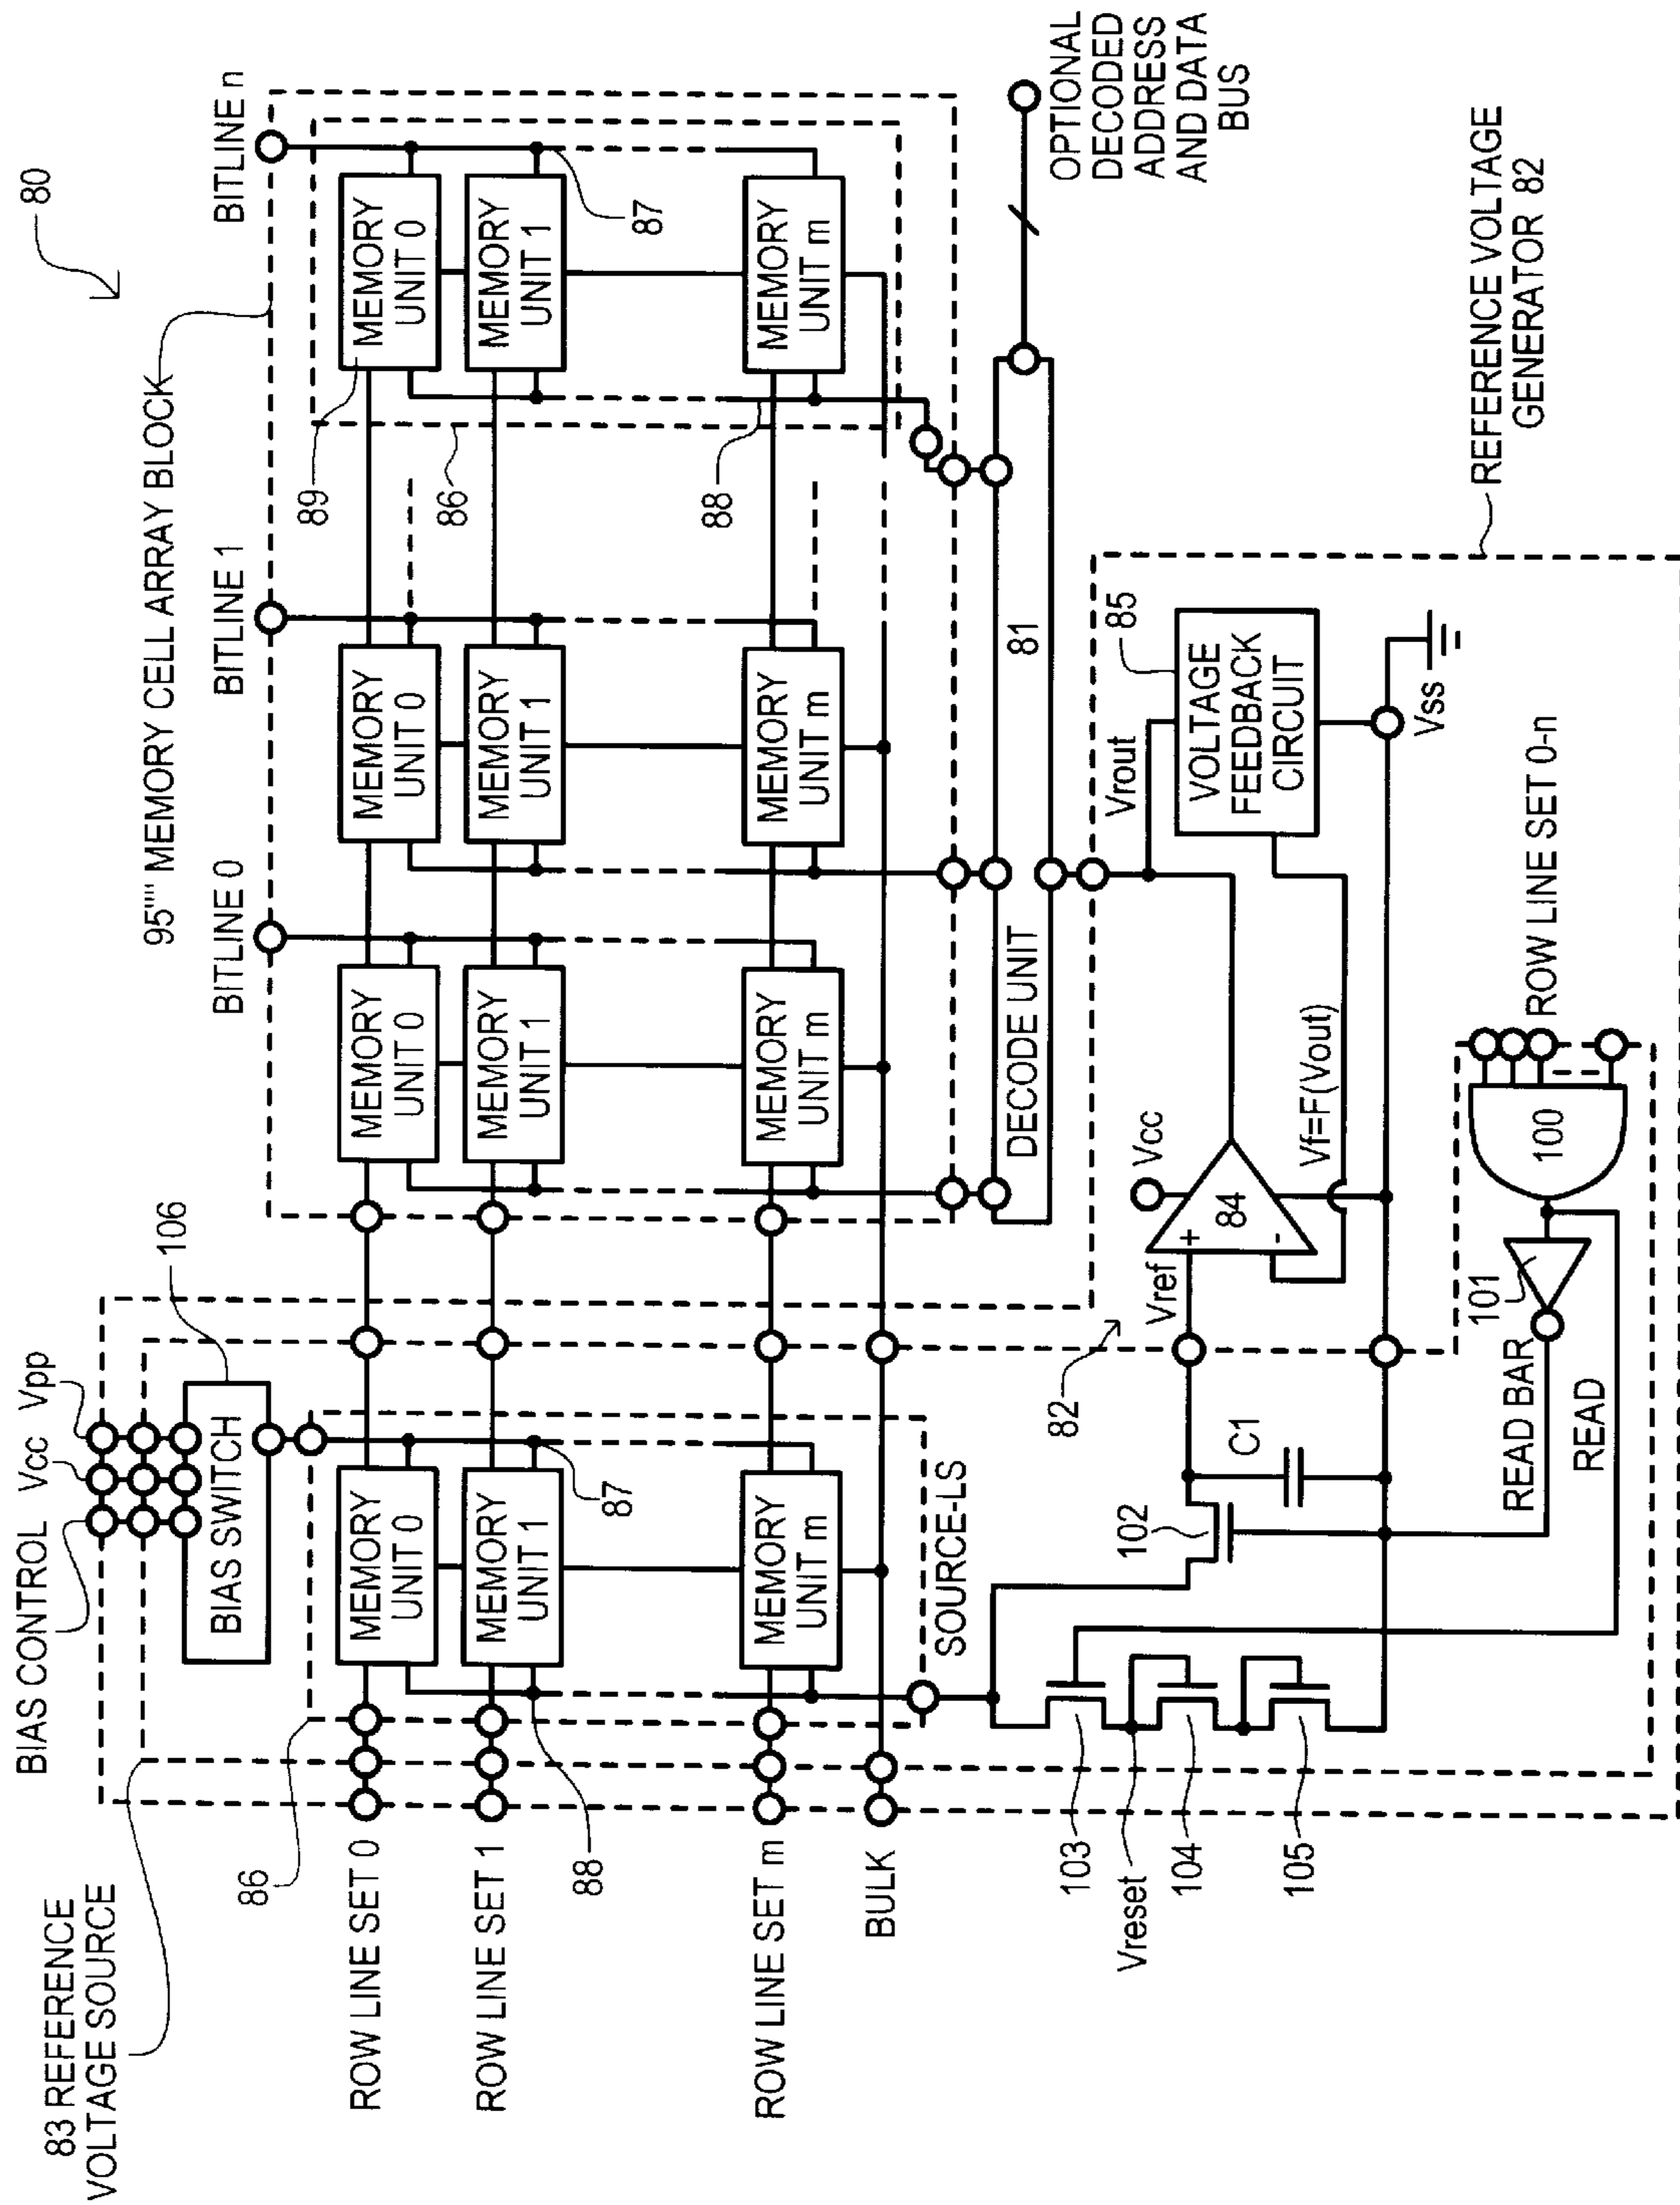 80
95'''' MEMORY CELL ARRAY BLOCK
BITLINE 0
BITLINE 1
BITLINE n
83 REFERENCE
VOLTAGE SOURCE
BIAS CONTROL
Vcc
Vpp
BIAS SWITCH
106
86
ROW LINE SET 0
ROW LINE SET 1
ROW LINE SET m
BULK
MEMORY
UNIT 0
MEMORY
UNIT 1
MEMORY
UNIT m
87
88
SOURCE-LS
MEMORY
UNIT 0
MEMORY
UNIT 1
MEMORY
UNIT m
MEMORY
UNIT 0
MEMORY
UNIT 1
MEMORY
UNIT m
89
86
88
MEMORY
UNIT 0
MEMORY
UNIT 1
MEMORY
UNIT m
87
DECODE UNIT
81
OPTIONAL
DECODED
ADDRESS
AND DATA
BUS
REFERENCE VOLTAGE
GENERATOR 82
82
Vref
Vcc
+
84
-
Vrout
85
VOLTAGE
FEEDBACK
CIRCUIT
Vf=F(Vout)
Vss
C1
102
103
Vreset
104
105
READ BAR
READ
101
100
ROW LINE SET 0-n